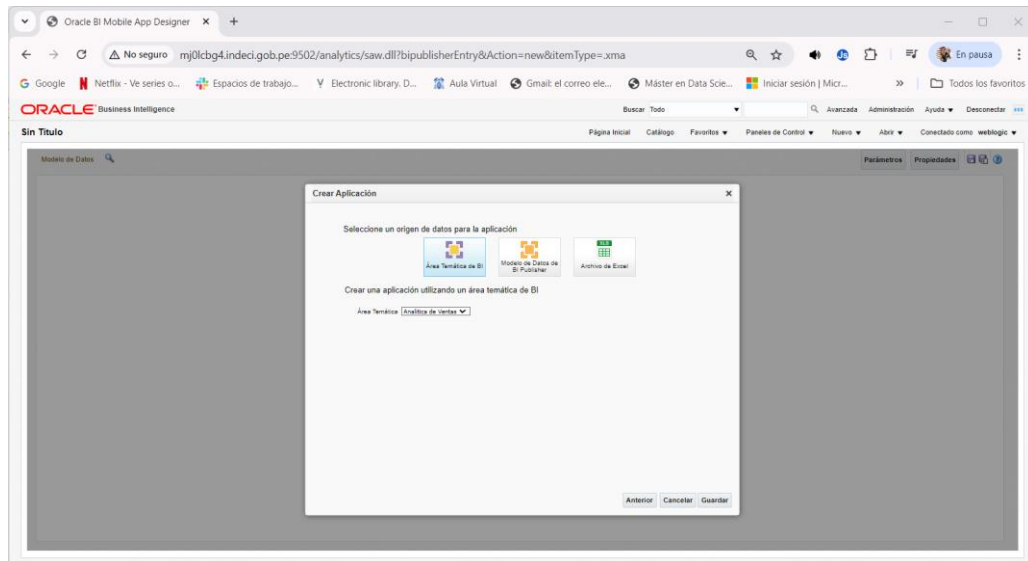 Oracle BI Mobile App Designer
No seguro mj0lcbg4.indeci.gob.pe:9502/analytics/saw.dll?bipublisherEntry&Action=new&itemType=.xma En pausa
Google Netflix - Ve series o... Espacios de trabajo... Electronic library. D... Aula Virtual Gmail: el correo ele... Máster en Data Scie... Iniciar sesión | Micr... » Todos los favoritos
ORACLE Business Intelligence Buscar Todo Avanzada Administración Ayuda Desconectar
Sin Titulo Página Inicial Catálogo Favoritos Paneles de Control Nuevo Abrir Conectado como weblogic
Modelo de Datos Parámetros Propiedades
Crear Aplicación
Seleccione un origen de datos para la aplicación
Área Temática de BI
Modelo de Datos de
BI Publisher
XLS
Archivo de Excel
Crear una aplicación utilizando un área temática de BI
Área Temática Analítica de Ventas
Anterior Cancelar Guardar